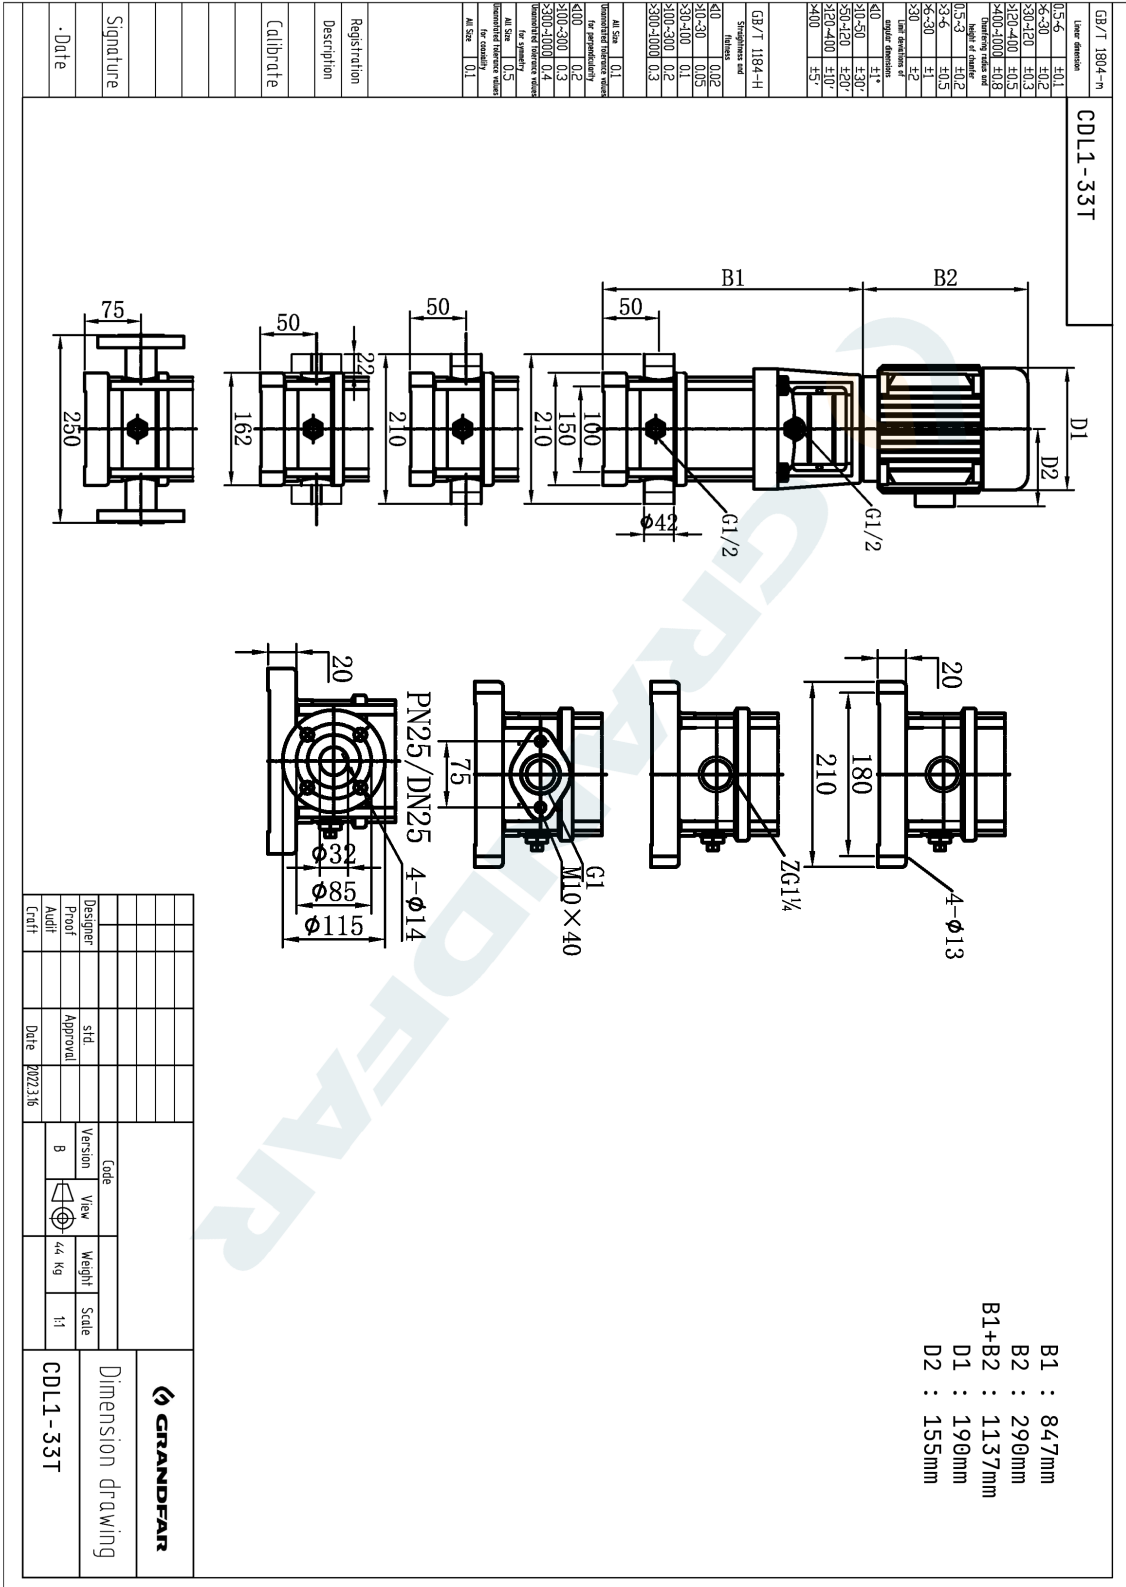 GB/T 1804-m
Linear dimension
0.5~6 ±0.1
>6~30 ±0.2
>30~120 ±0.3
>120~400 ±0.5
>400~1000 ±0.8
Chamfering radius and
height of chamfer
0.5~3 ±0.2
>3~6 ±0.5
>6~30 ±1
>30 ±2
Limit deviations of
angular dimensions
≤10 ±1°
>10~50 ±30'
>50~120 ±20'
>120~400 ±10'
>400 ±5'
GB/T 1184-H
Straightness and
flatness
≤10 0.02
>10~30 0.05
>30~100 0.1
>100~300 0.2
>300~1000 0.3
All Size 0.1
Unannotated tolerance values
for perpendicularity
≤100 0.2
>100~300 0.3
>300~1000 0.4
Unannotated tolerance values
for symmetry
All Size 0.5
Unannotated tolerance values
for coaxiality
All Size 0.1
Registration
Description
Calibrate
Signature
·Date
CDL1-33T
B1
B2
50
100
150
210
D1
D2
G1/2
G1/2
ϕ42
50
210
50
22
162
75
250
20
180
210
4-ϕ13
ZG1¼
75
G1
M10×40
20
PN25/DN25
ϕ32
ϕ85
ϕ115
4-ϕ14
GRANDFAR
B1 : 847mm
B2 : 290mm
B1+B2 : 1137mm
D1 : 190mm
D2 : 155mm
Designer
Proof
Audit
Craft
std.
Approval
Date 2022.3.16
Code
Version View Weight Scale
B 44 Kg 1:1
GRANDFAR
Dimension drawing
CDL1-33T